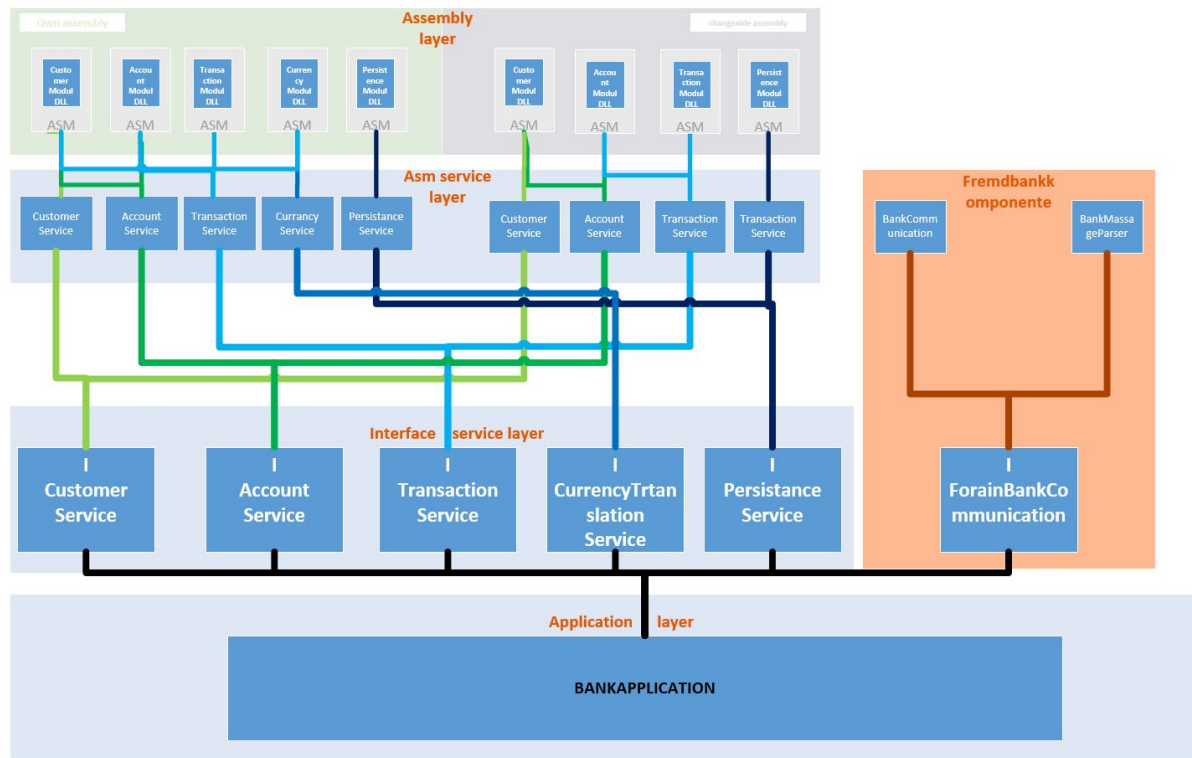 Own assembly
Assembly
layer
changeable assembly
Custo
mer
Modul
DLL
ASM
Accou
nt
Modul
DLL
ASM
Transa
ction
Modul
DLL
ASM
Curren
cy
Modul
DLL
ASM
Persist
ence
Modul
DLL
ASM
Custo
mer
Modul
DLL
ASM
Accou
nt
Modul
DLL
ASM
Transa
ction
Modul
DLL
ASM
Persist
ence
Modul
DLL
ASM
Asm service
layer
Customer
Service
Account
Service
Transaction
Service
Currancy
Service
Persistance
Service
Customer
Service
Account
Service
Transaction
Service
Transaction
Service
Fremdbankk
omponente
BankComm
unication
BankMassa
geParser
Interface service layer
I
Customer
Service
I
Account
Service
I
Transaction
Service
I
CurrencyTrtan
slation
Service
I
Persistance
Service
I
ForainBankCo
mmunication
Application layer
BANKAPPLICATION